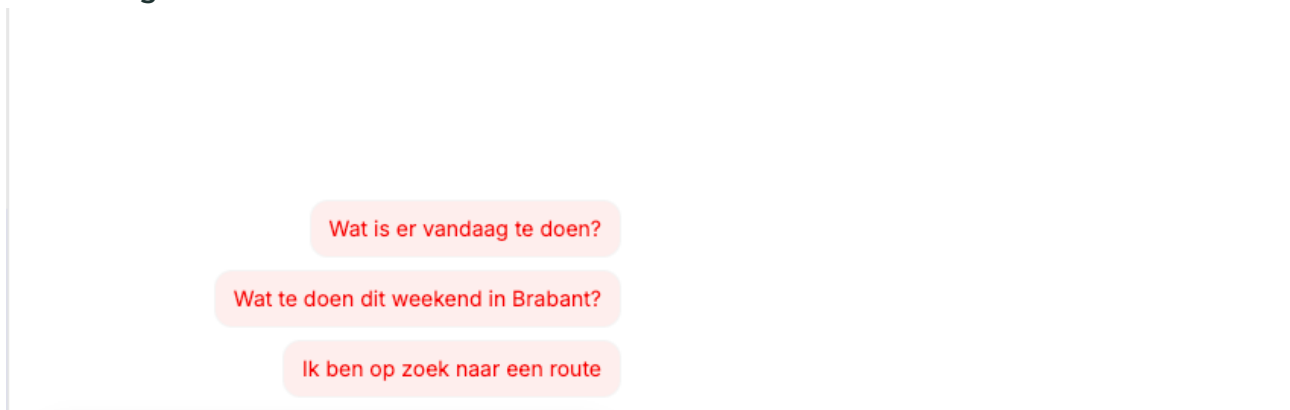 Wat is er vandaag te doen?
Wat te doen dit weekend in Brabant?
Ik ben op zoek naar een route